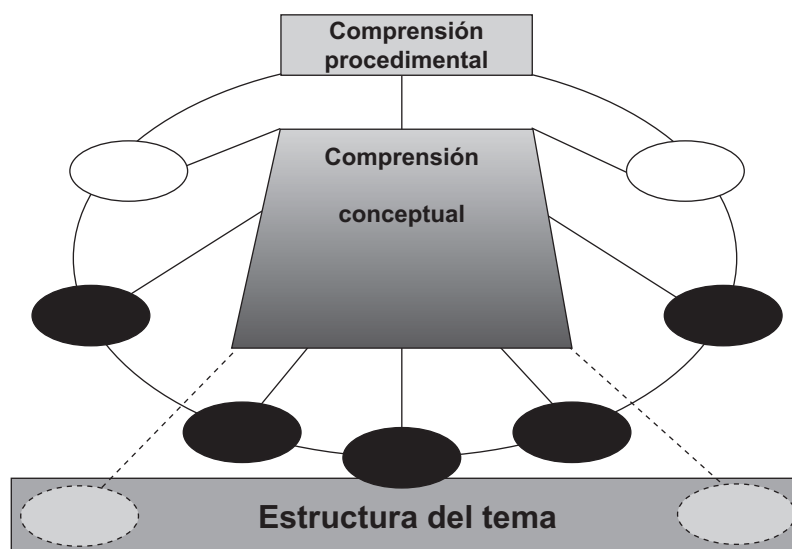 Comprensión
procedimental
Comprensión
conceptual
Estructura del tema